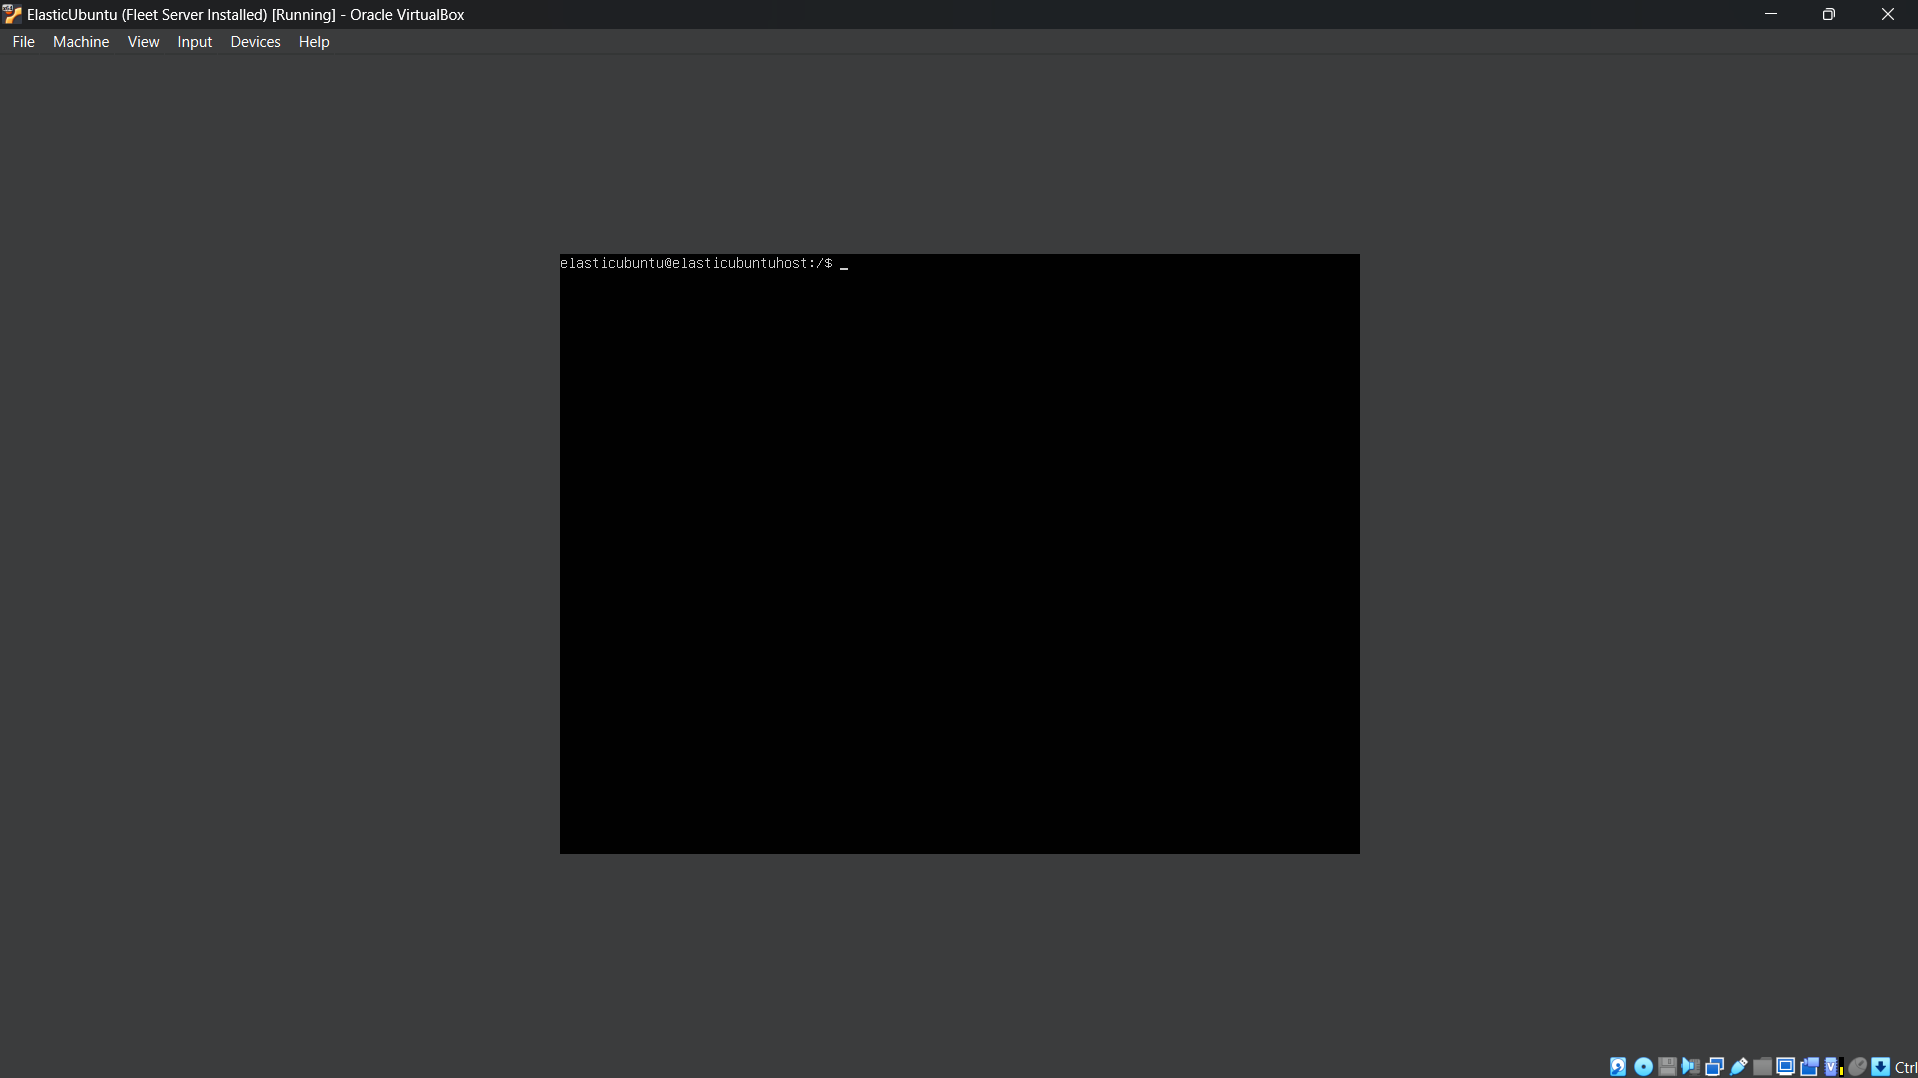 ElasticUbuntu (Fleet Server Installed) [Running] - Oracle VirtualBox
File Machine View Input Devices Help
elasticubuntu@elasticubuntuhost:/$ _
Ctrl